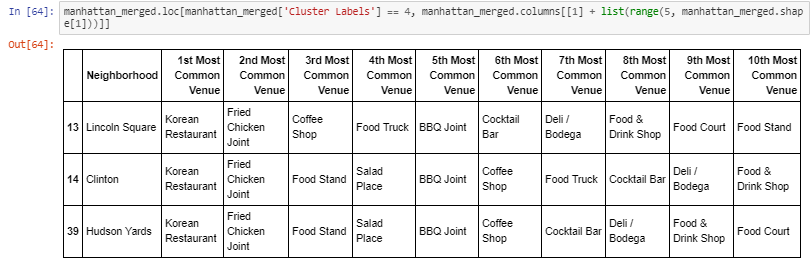 In [64]: manhattan_merged.loc[manhattan_merged['Cluster Labels'] == 4, manhattan_merged.columns[[1] + list(range(5, manhattan_merged.shap
e[1]))]]
Out[64]:
Neighborhood 1st Most Common Venue 2nd Most Common Venue 3rd Most Common Venue 4th Most Common Venue 5th Most Common Venue 6th Most Common Venue 7th Most Common Venue 8th Most Common Venue 9th Most Common Venue 10th Most Common Venue
13 Lincoln Square Korean Restaurant Fried Chicken Joint Coffee Shop Food Truck BBQ Joint Cocktail Bar Deli / Bodega Food & Drink Shop Food Court Food Stand
14 Clinton Korean Restaurant Fried Chicken Joint Food Stand Salad Place BBQ Joint Coffee Shop Food Truck Cocktail Bar Deli / Bodega Food & Drink Shop
39 Hudson Yards Korean Restaurant Fried Chicken Joint Food Stand Salad Place BBQ Joint Coffee Shop Cocktail Bar Deli / Bodega Food & Drink Shop Food Court